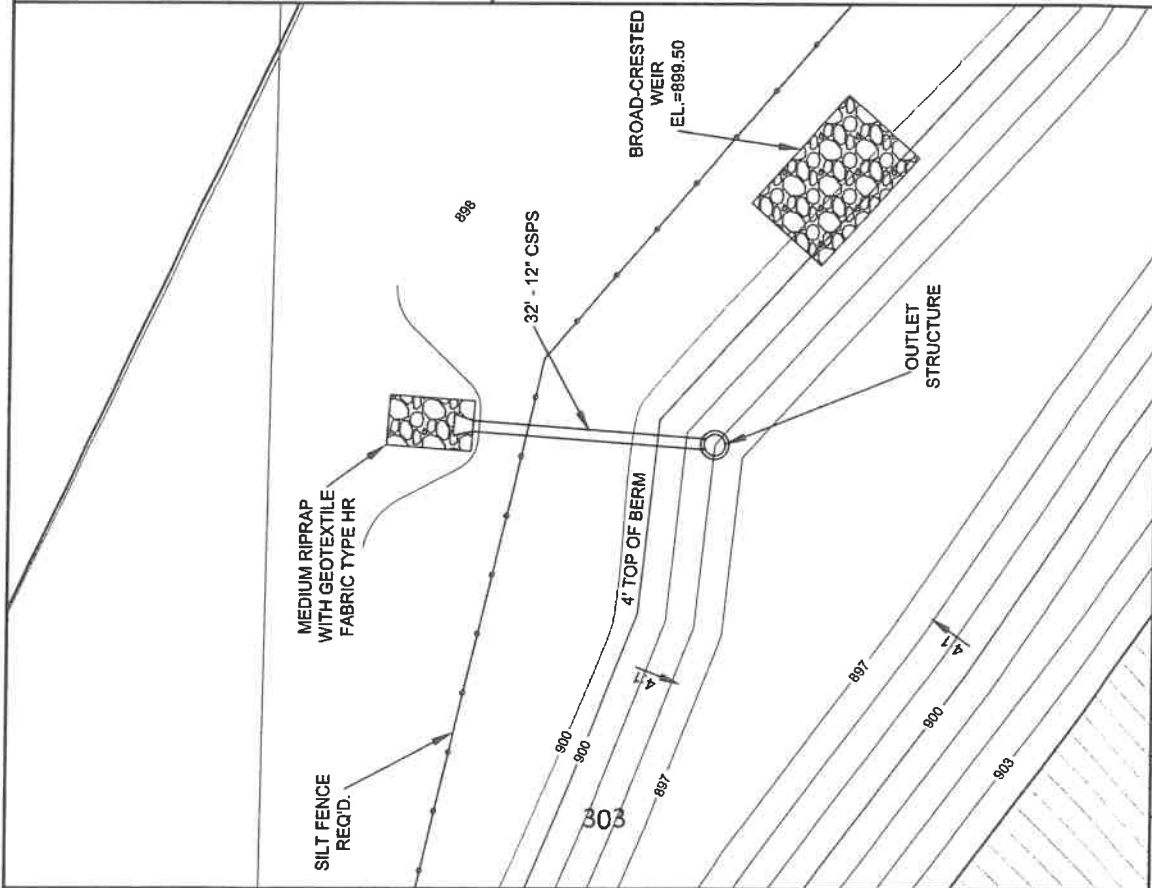 MEDIUM RIPRAP
WITH GEOTEXTILE
FABRIC TYPE HR
SILT FENCE
REQ'D.
898
32' - 12" CSPS
BROAD-CRESTED
WEIR
EL.=899.50
OUTLET
STRUCTURE
4' TOP OF BERM
900
900
897
303
4:1
897
900
903
4:1